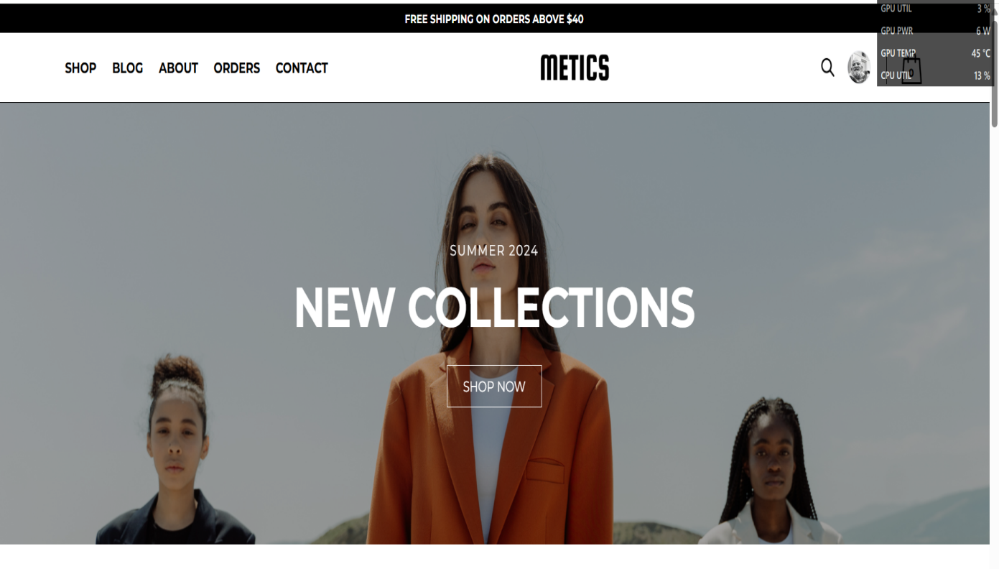 FREE SHIPPING ON ORDERS ABOVE $40
GPU UTIL 3 %
GPU PWR 6 W
GPU TEMP 45 °C
CPU UTIL 13 %
SHOP BLOG ABOUT ORDERS CONTACT
METICS
0
SUMMER 2024
NEW COLLECTIONS
SHOP NOW